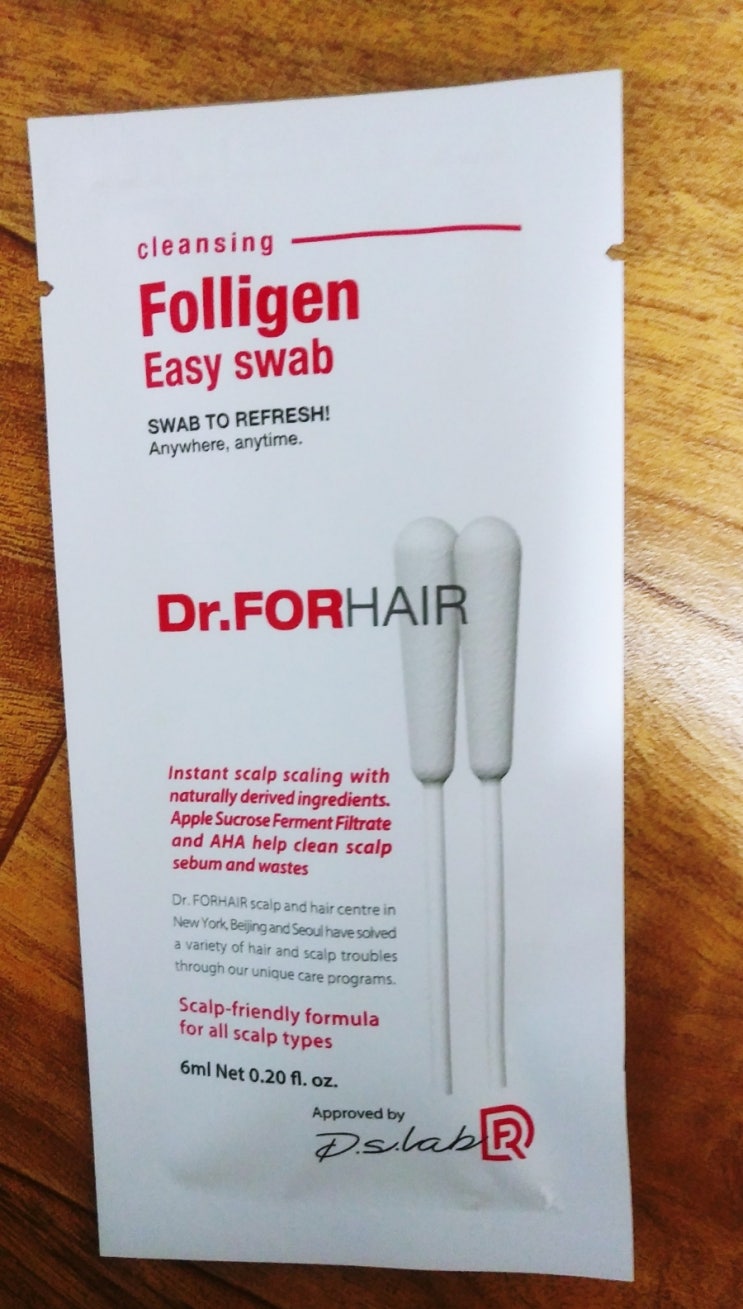 cleansing
Folligen
Easy swab
SWAB TO REFRESH!
Anywhere, anytime.
Dr.FORHAIR
Instant scalp scaling with
naturally derived ingredients.
Apple Sucrose Ferment Filtrate
and AHA help clean scalp
sebum and wastes
Dr. FORHAIR scalp and hair centre in
New York, Beijing and Seoul have solved
a variety of hair and scalp troubles
through our unique care programs.
Scalp-friendly formula
for all scalp types
6ml Net 0.20 fl. oz.
Approved by
D.s.lab